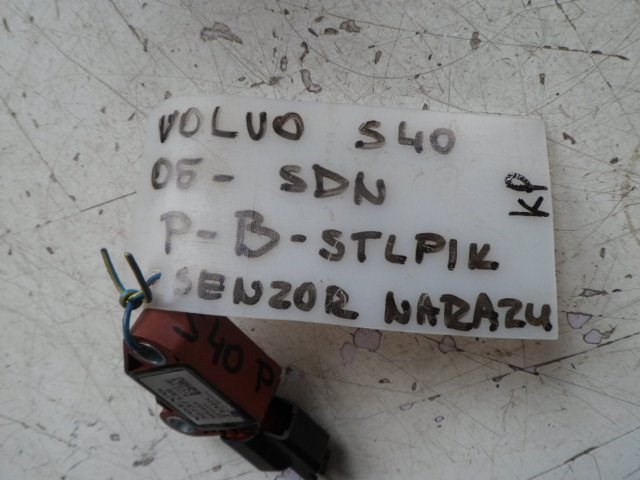 VOLVO S40
05- SDN
P-B-STLPIK
SENZOR NARAZU
KP
S40 P